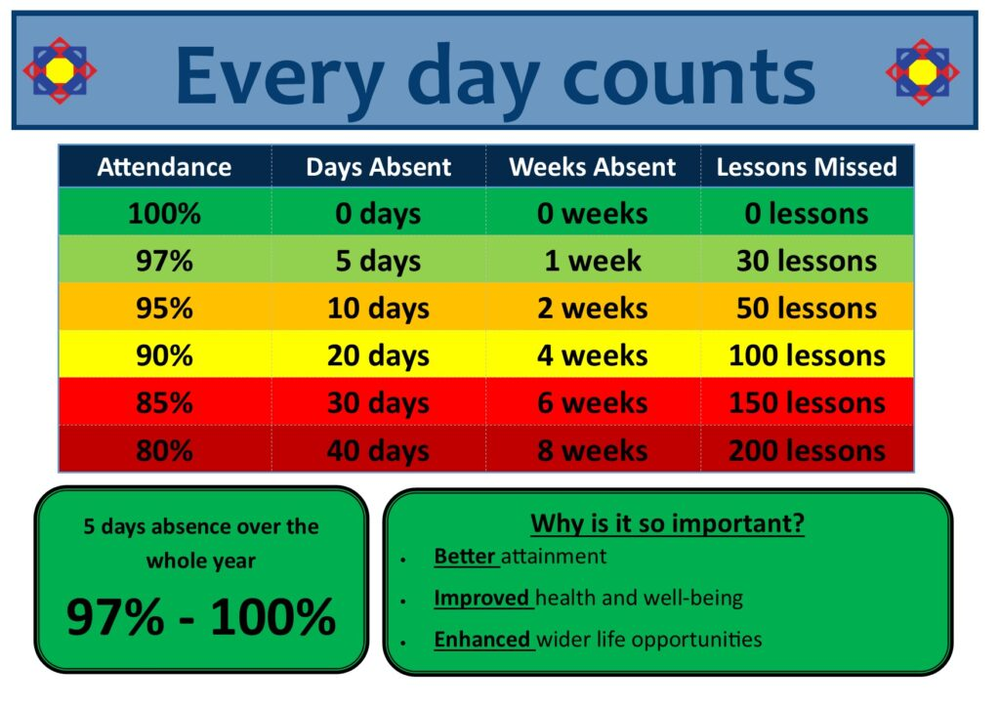 Every day counts
Attendance Days Absent Weeks Absent Lessons Missed
100% 0 days 0 weeks 0 lessons
97% 5 days 1 week 30 lessons
95% 10 days 2 weeks 50 lessons
90% 20 days 4 weeks 100 lessons
85% 30 days 6 weeks 150 lessons
80% 40 days 8 weeks 200 lessons
5 days absence over the
whole year
97% - 100%
Why is it so important?
• Better attainment
• Improved health and well-being
• Enhanced wider life opportunities